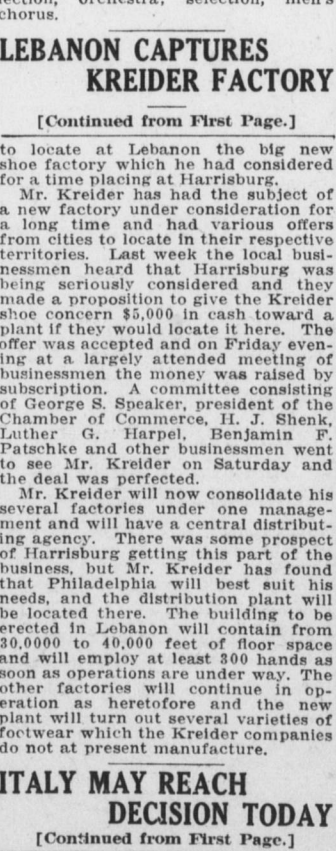 lection, orchestra, selection, men's
chorus.
LEBANON CAPTURES
KREIDER FACTORY
[Continued from First Page.]
to locate at Lebanon the big new
shoe factory which he had considered
for a time placing at Harrisburg.
Mr. Kreider has had the subject of
a new factory under consideration for
a long time and had various offers
from cities to locate in their respective
territories. Last week the local busi-
nessmen heard that Harrisburg was
being seriously considered and they
made a proposition to give the Kreider
shoe concern $5,000 in cash toward a
plant if they would locate it here. The
offer was accepted and on Friday even-
ing at a largely attended meeting of
businessmen the money was raised by
subscription. A committee consisting
of George S. Speaker, president of the
Chamber of Commerce, H. J. Shenk,
Luther G. Harpel, Benjamin F.
Patschke and other businessmen went
to see Mr. Kreider on Saturday and
the deal was perfected.
Mr. Kreider will now consolidate his
several factories under one manage-
ment and will have a central distribut-
ing agency. There was some prospect
of Harrisburg getting this part of the
business, but Mr. Kreider has found
that Philadelphia will best suit his
needs, and the distribution plant will
be located there. The building to be
erected in Lebanon will contain from
30,0000 to 40,000 feet of floor space
and will employ at least 300 hands as
soon as operations are under way. The
other factories will continue in op-
eration as heretofore and the new
plant will turn out several varieties of
footwear which the Kreider companies
do not at present manufacture.
ITALY MAY REACH
DECISION TODAY
[Continued from First Page.]